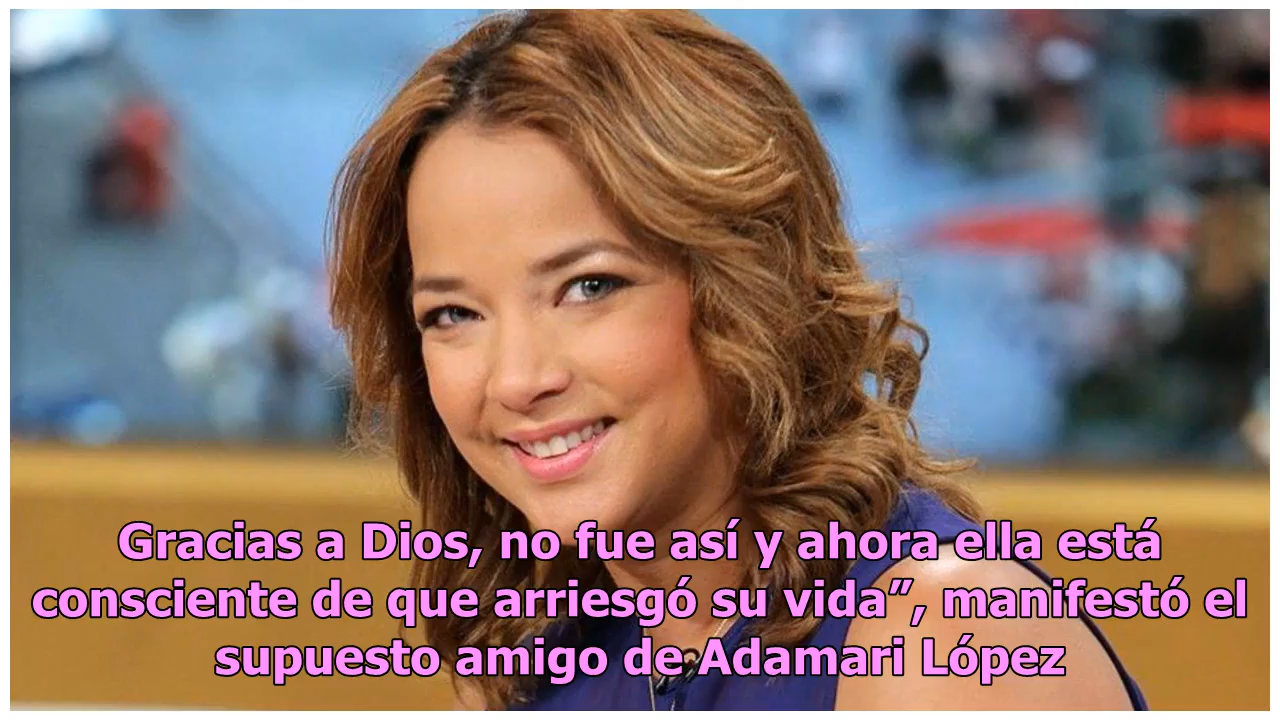 Gracias a Dios, no fue así y ahora ella está
consciente de que arriesgó su vida”, manifestó el
supuesto amigo de Adamari López